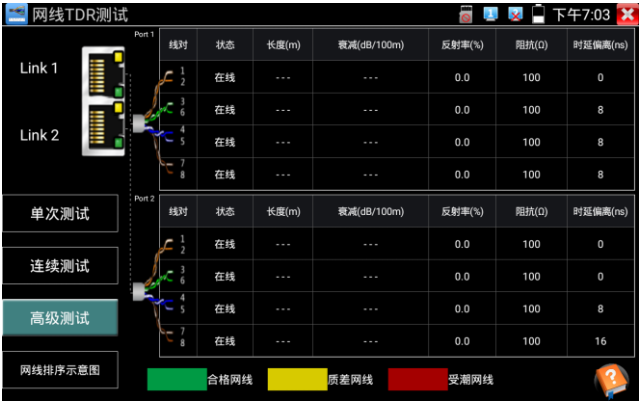 网线TDR测试 下午7:03
Link 1
Link 2
单次测试
连续测试
高级测试
网线排序示意图
Port 1
线对 状态 长度(m) 衰减(dB/100m) 反射率(%) 阻抗(Ω) 时延偏离(ns)
1 2 在线 --- --- 0.0 100 0
3 6 在线 --- --- 0.0 100 8
4 5 在线 --- --- 0.0 100 8
7 8 在线 --- --- 0.0 100 8
Port 2
线对 状态 长度(m) 衰减(dB/100m) 反射率(%) 阻抗(Ω) 时延偏离(ns)
1 2 在线 --- --- 0.0 100 0
3 6 在线 --- --- 0.0 100 0
4 5 在线 --- --- 0.0 100 8
7 8 在线 --- --- 0.0 100 16
合格网线 质差网线 受潮网线